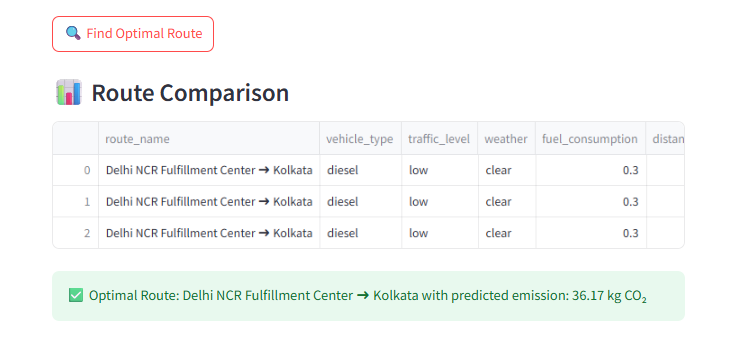 🔍 Find Optimal Route
📊 Route Comparison
route_name vehicle_type traffic_level weather fuel_consumption distan
0 Delhi NCR Fulfillment Center ➜ Kolkata diesel low clear 0.3
1 Delhi NCR Fulfillment Center ➜ Kolkata diesel low clear 0.3
2 Delhi NCR Fulfillment Center ➜ Kolkata diesel low clear 0.3
✅ Optimal Route: Delhi NCR Fulfillment Center ➜ Kolkata with predicted emission: 36.17 kg CO₂